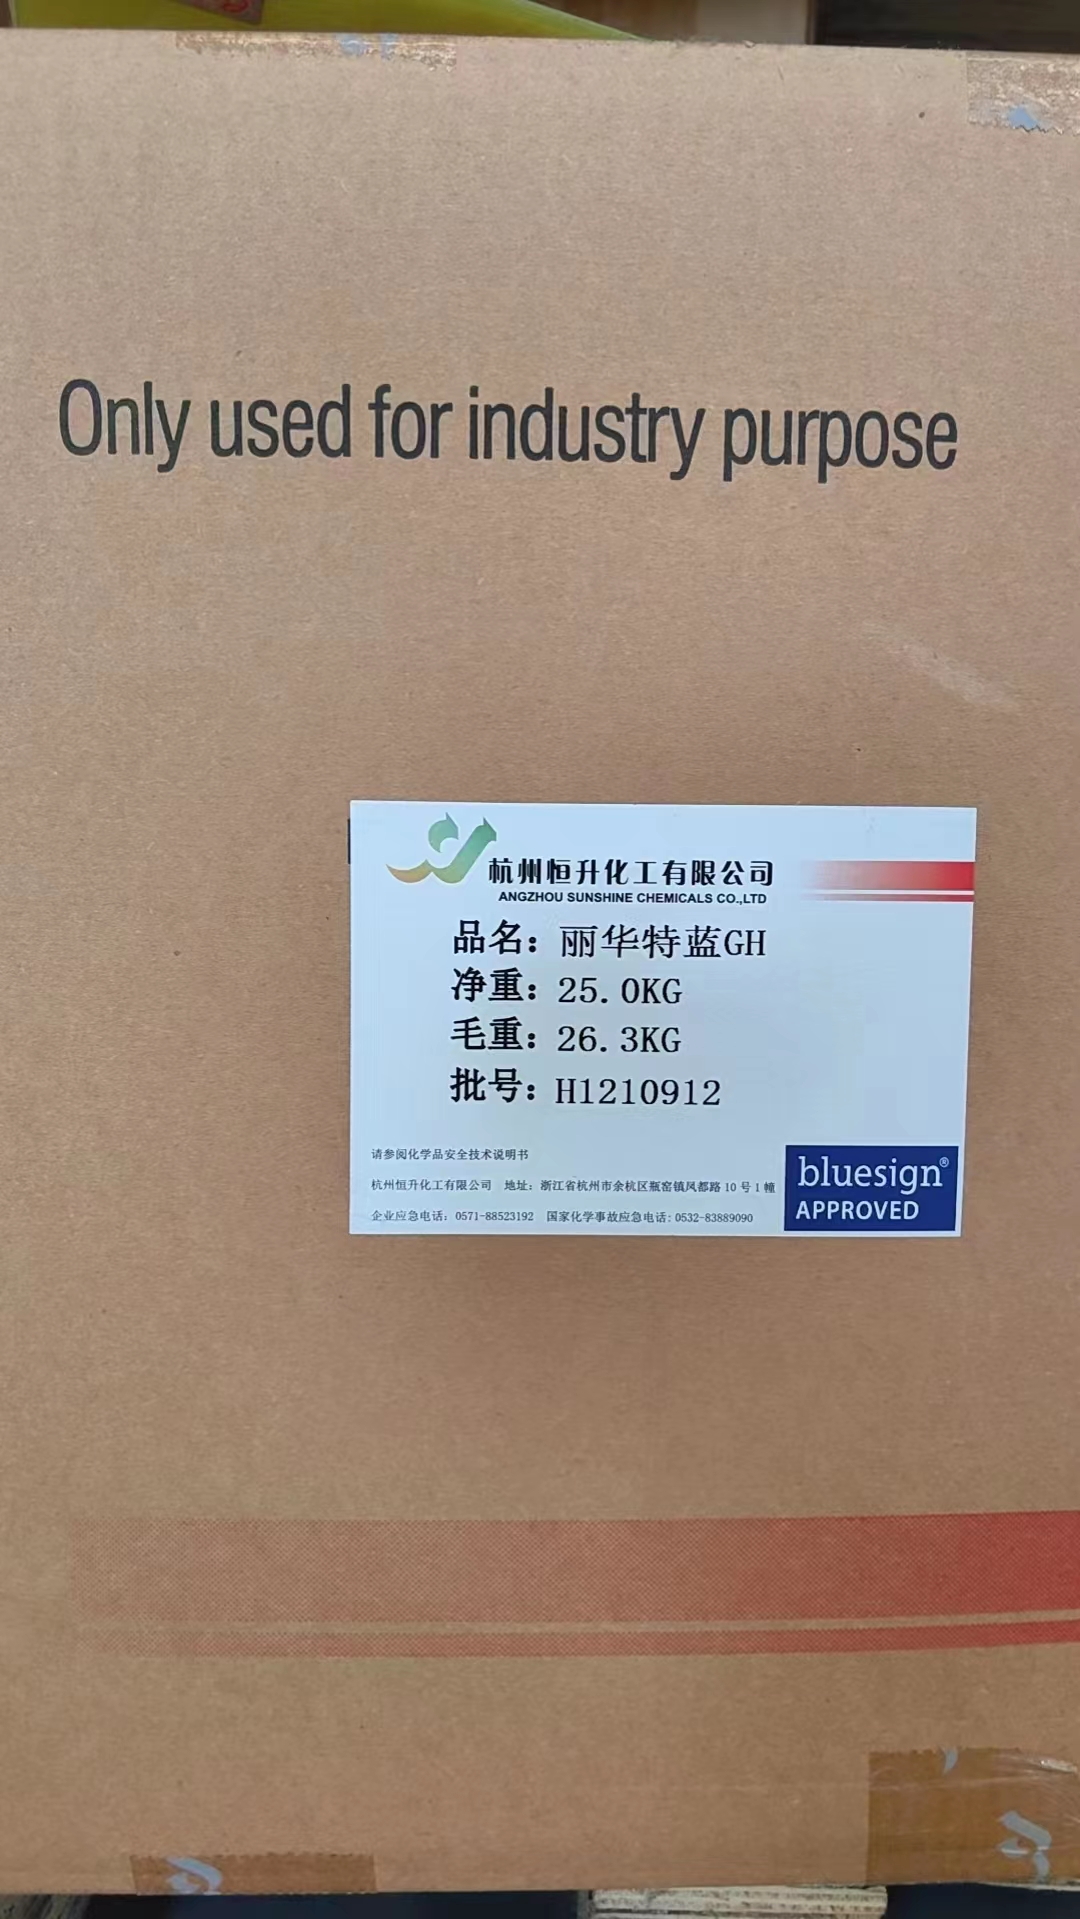 Only used for industry purpose
杭州恒升化工有限公司
ANGZHOU SUNSHINE CHEMICALS CO.,LTD
品名：丽华特蓝GH
净重：25.0KG
毛重：26.3KG
批号：H1210912
请参阅化学品安全技术说明书
杭州恒升化工有限公司 地址：浙江省杭州市余杭区瓶窑镇凤都路 10 号 1 幢
企业应急电话：0571-88523192 国家化学事故应急电话：0532-83889090
bluesign®
APPROVED